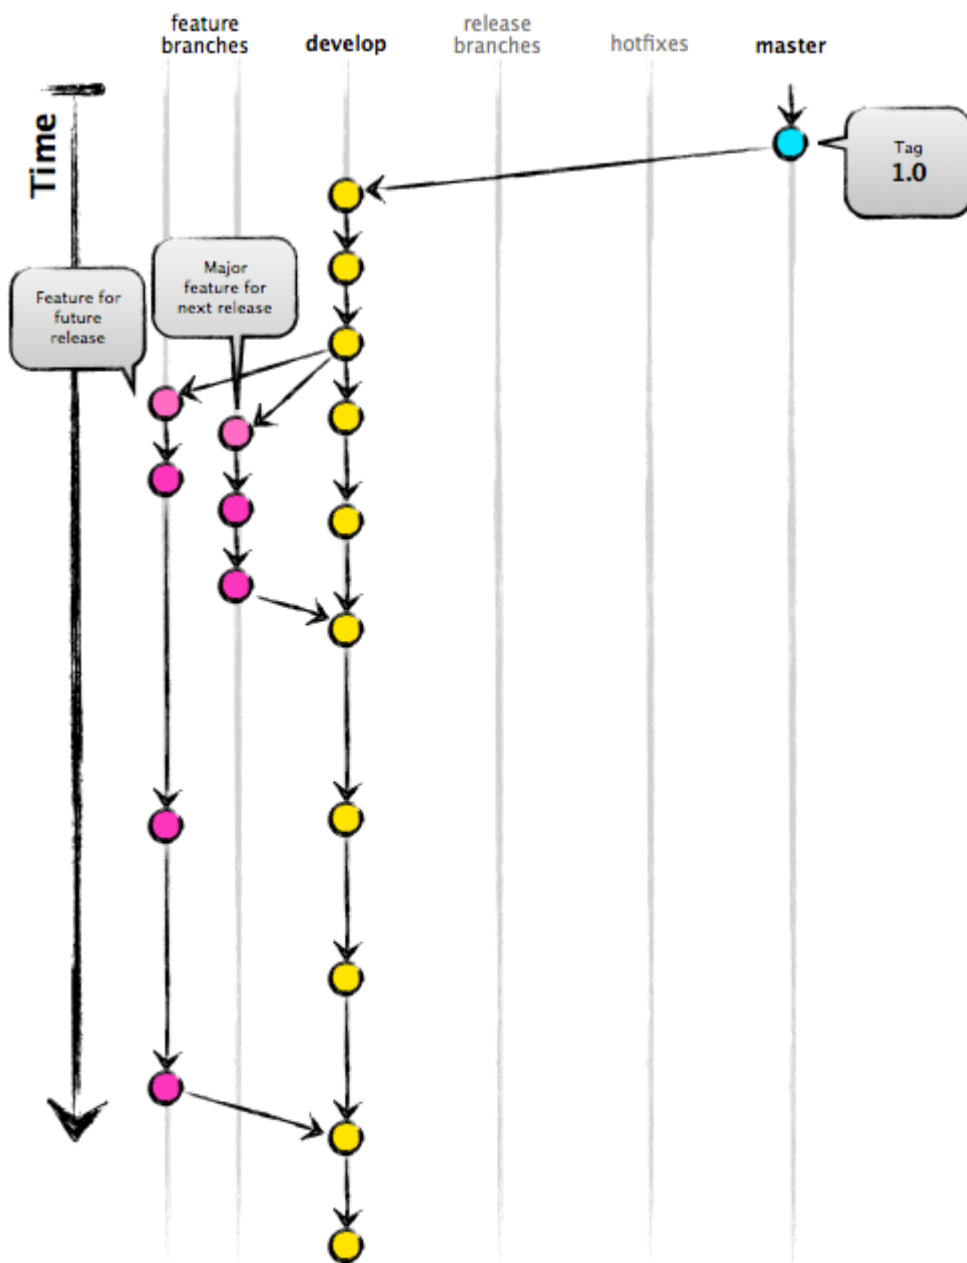 feature
branches
develop
release
branches
hotfixes
master
Time
Tag
1.0
Major
feature for
next release
Feature for
future
release